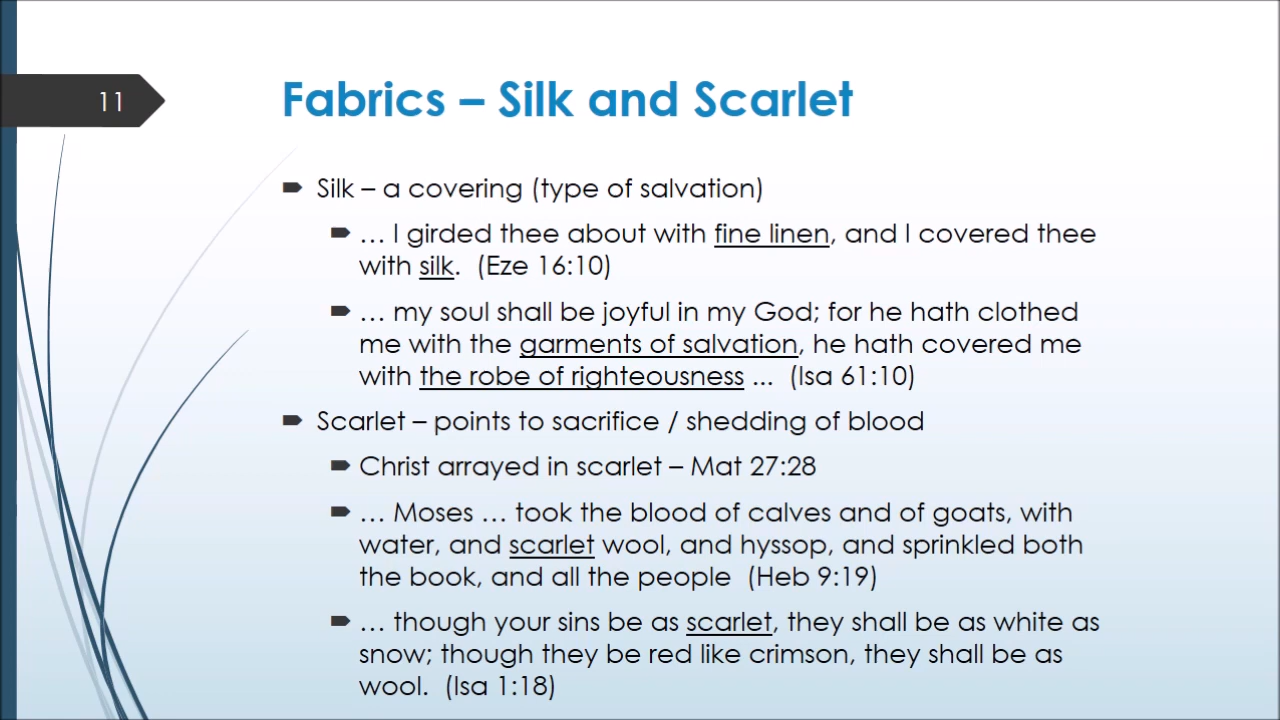 11
Fabrics – Silk and Scarlet
Silk – a covering (type of salvation)
… I girded thee about with fine linen, and I covered thee
with silk. (Eze 16:10)
… my soul shall be joyful in my God; for he hath clothed
me with the garments of salvation, he hath covered me
with the robe of righteousness ... (Isa 61:10)
Scarlet – points to sacrifice / shedding of blood
Christ arrayed in scarlet – Mat 27:28
… Moses … took the blood of calves and of goats, with
water, and scarlet wool, and hyssop, and sprinkled both
the book, and all the people (Heb 9:19)
… though your sins be as scarlet, they shall be as white as
snow; though they be red like crimson, they shall be as
wool. (Isa 1:18)